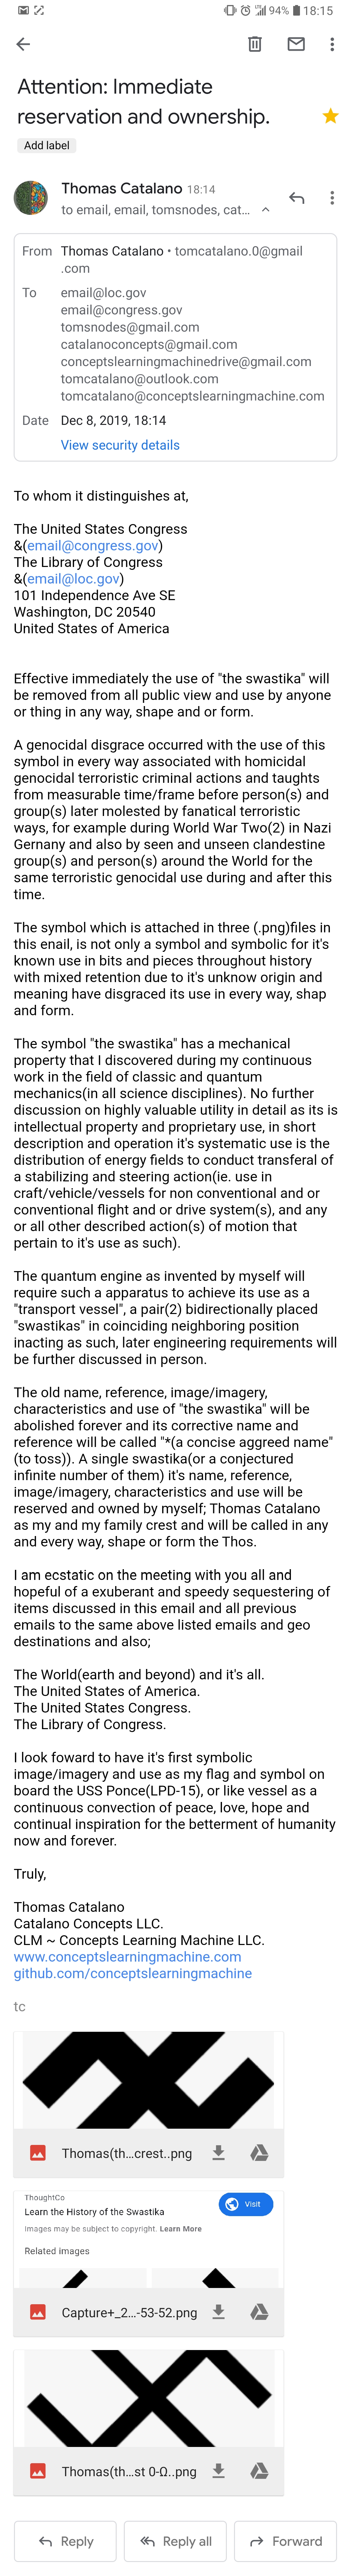 94% 18:15
Attention: Immediate
reservation and ownership.
Add label
Thomas Catalano 18:14
to email, email, tomsnodes, cat...
From Thomas Catalano • tomcatalano.0@gmail
.com
To email@loc.gov
email@congress.gov
tomsnodes@gmail.com
catalanoconcepts@gmail.com
conceptslearningmachinedrive@gmail.com
tomcatalano@outlook.com
tomcatalano@conceptslearningmachine.com
Date Dec 8, 2019, 18:14
View security details
To whom it distinguishes at,
The United States Congress
&(email@congress.gov)
The Library of Congress
&(email@loc.gov)
101 Independence Ave SE
Washington, DC 20540
United States of America
Effective immediately the use of "the swastika" will
be removed from all public view and use by anyone
or thing in any way, shape and or form.
A genocidal disgrace occurred with the use of this
symbol in every way associated with homicidal
genocidal terroristic criminal actions and taughts
from measurable time/frame before person(s) and
group(s) later molested by fanatical terroristic
ways, for example during World War Two(2) in Nazi
Gernany and also by seen and unseen clandestine
group(s) and person(s) around the World for the
same terroristic genocidal use during and after this
time.
The symbol which is attached in three (.png)files in
this enail, is not only a symbol and symbolic for it's
known use in bits and pieces throughout history
with mixed retention due to it's unknow origin and
meaning have disgraced its use in every way, shap
and form.
The symbol "the swastika" has a mechanical
property that I discovered during my continuous
work in the field of classic and quantum
mechanics(in all science disciplines). No further
discussion on highly valuable utility in detail as its is
intellectual property and proprietary use, in short
description and operation it's systematic use is the
distribution of energy fields to conduct transferal of
a stabilizing and steering action(ie. use in
craft/vehicle/vessels for non conventional and or
conventional flight and or drive system(s), and any
or all other described action(s) of motion that
pertain to it's use as such).
The quantum engine as invented by myself will
require such a apparatus to achieve its use as a
"transport vessel", a pair(2) bidirectionally placed
"swastikas" in coinciding neighboring position
inacting as such, later engineering requirements will
be further discussed in person.
The old name, reference, image/imagery,
characteristics and use of "the swastika" will be
abolished forever and its corrective name and
reference will be called "*(a concise aggreed name"
(to toss)). A single swastika(or a conjectured
infinite number of them) it's name, reference,
image/imagery, characteristics and use will be
reserved and owned by myself; Thomas Catalano
as my and my family crest and will be called in any
and every way, shape or form the Thos.
I am ecstatic on the meeting with you all and
hopeful of a exuberant and speedy sequestering of
items discussed in this email and all previous
emails to the same above listed emails and geo
destinations and also;
The World(earth and beyond) and it's all.
The United States of America.
The United States Congress.
The Library of Congress.
I look foward to have it's first symbolic
image/imagery and use as my flag and symbol on
board the USS Ponce(LPD-15), or like vessel as a
continuous convection of peace, love, hope and
continual inspiration for the betterment of humanity
now and forever.
Truly,
Thomas Catalano
Catalano Concepts LLC.
CLM ~ Concepts Learning Machine LLC.
www.conceptslearningmachine.com
github.com/conceptslearningmachine
tc
Thomas(th...crest..png
ThoughtCo
Learn the History of the Swastika
Visit
Images may be subject to copyright. Learn More
Related images
Capture+_2...-53-52.png
Thomas(th...st 0-Ω..png
Reply Reply all Forward